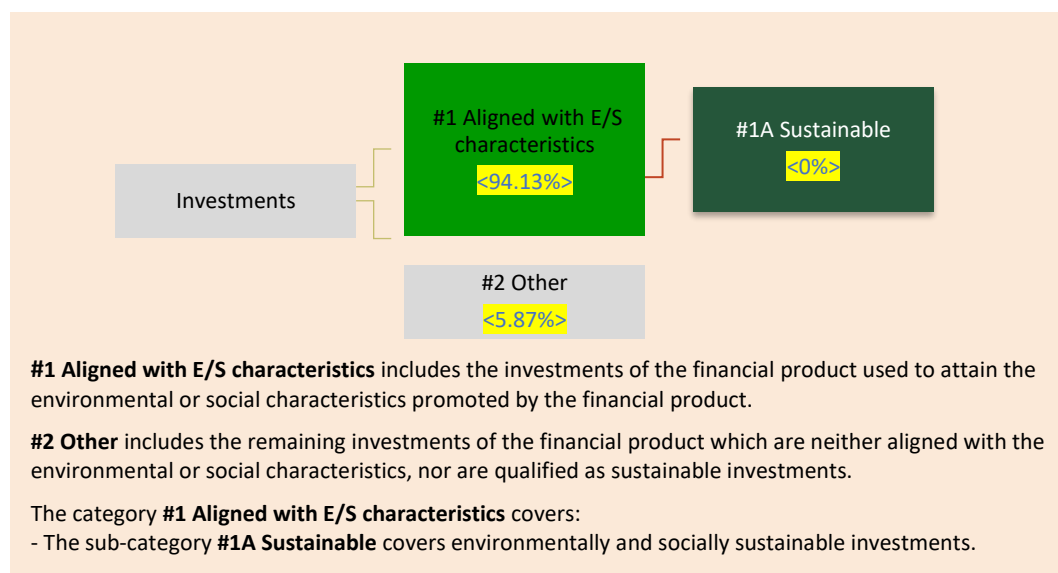 #1 Aligned with E/S
characteristics
<94.13%>
#1A Sustainable
<0%>
Investments
#2 Other
<5.87%>
#1 Aligned with E/S characteristics includes the investments of the financial product used to attain the
environmental or social characteristics promoted by the financial product.
#2 Other includes the remaining investments of the financial product which are neither aligned with the
environmental or social characteristics, nor are qualified as sustainable investments.
The category #1 Aligned with E/S characteristics covers:
- The sub-category #1A Sustainable covers environmentally and socially sustainable investments.